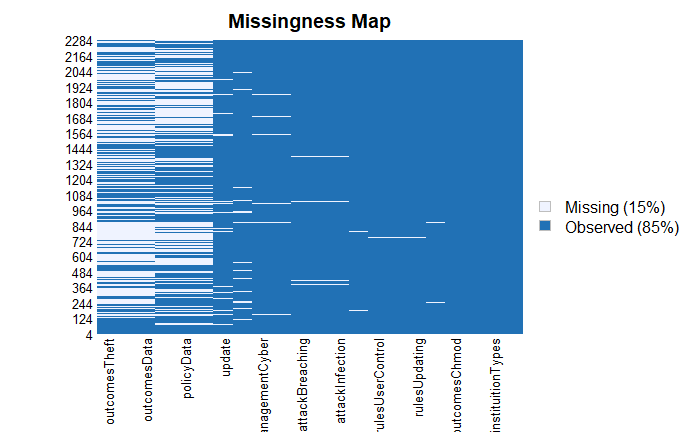 Missingness Map
2284
2164
2044
1924
1804
1684
1564
1444
1324
1204
1084
964
844
724
604
484
364
244
124
4
Missing (15%)
Observed (85%)
outcomesTheft
outcomesData
policyData
update
anagementCyber
attackBreaching
attackInfection
rulesUserControl
rulesUpdating
outcomesChmod
instituitionTypes